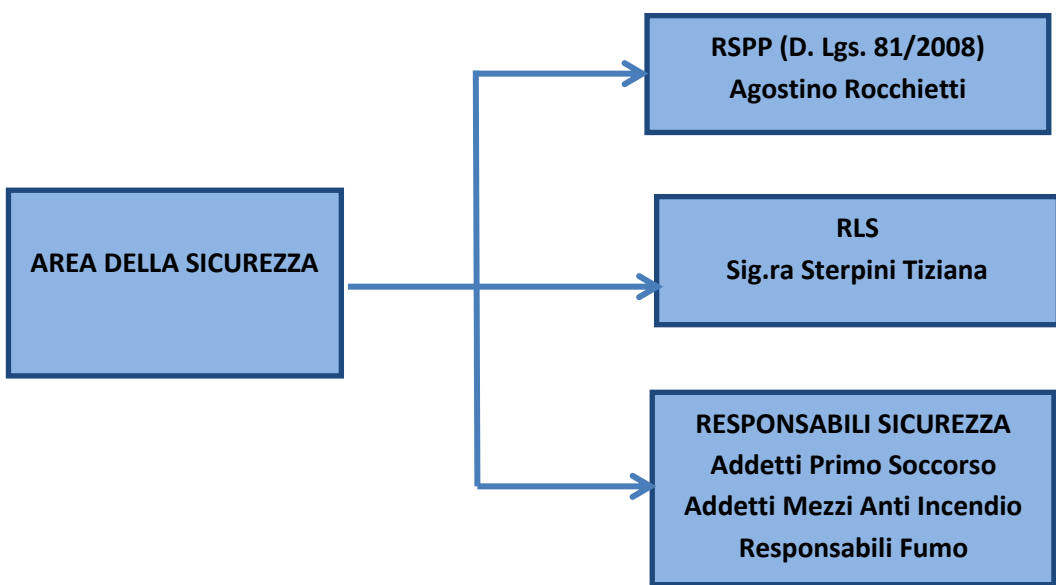 AREA DELLA SICUREZZA
RSPP (D. Lgs. 81/2008)
Agostino Rocchietti
RLS
Sig.ra Sterpini Tiziana
RESPONSABILI SICUREZZA
Addetti Primo Soccorso
Addetti Mezzi Anti Incendio
Responsabili Fumo